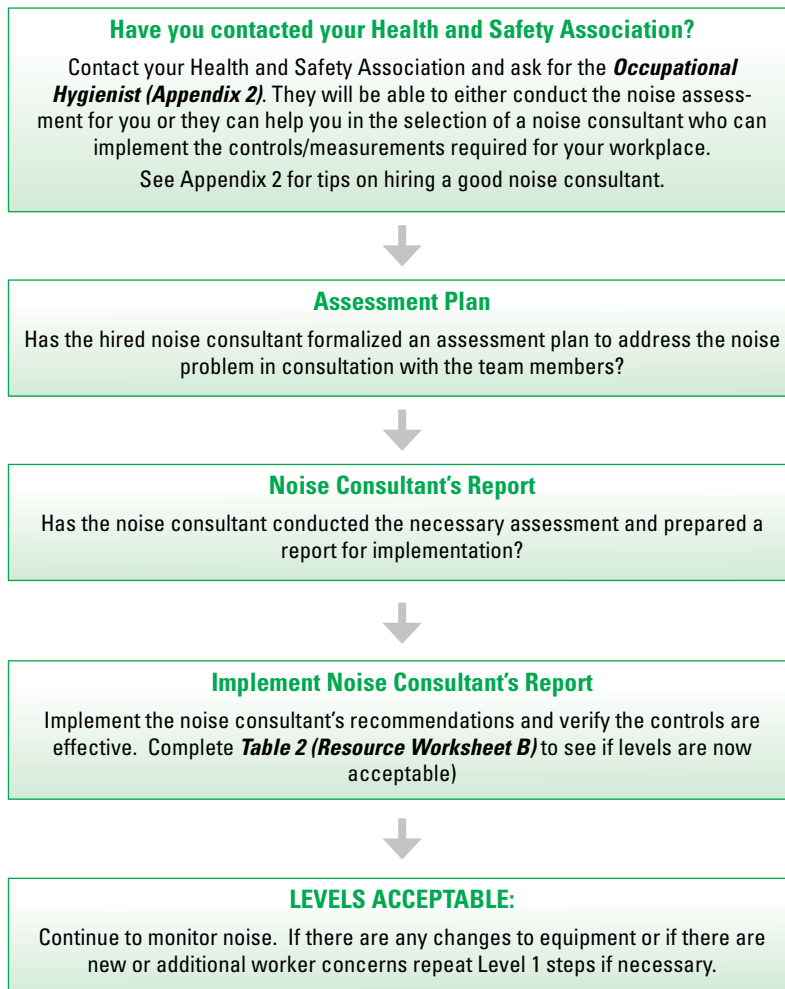 Have you contacted your Health and Safety Association?
Contact your Health and Safety Association and ask for the Occupational
Hygienist (Appendix 2). They will be able to either conduct the noise assess-
ment for you or they can help you in the selection of a noise consultant who can
implement the controls/measurements required for your workplace.
See Appendix 2 for tips on hiring a good noise consultant.
Assessment Plan
Has the hired noise consultant formalized an assessment plan to address the noise
problem in consultation with the team members?
Noise Consultant's Report
Has the noise consultant conducted the necessary assessment and prepared a
report for implementation?
Implement Noise Consultant's Report
Implement the noise consultant's recommendations and verify the controls are
effective.  Complete Table 2 (Resource Worksheet B) to see if levels are now
acceptable)
LEVELS ACCEPTABLE:
Continue to monitor noise.  If there are any changes to equipment or if there are
new or additional worker concerns repeat Level 1 steps if necessary.